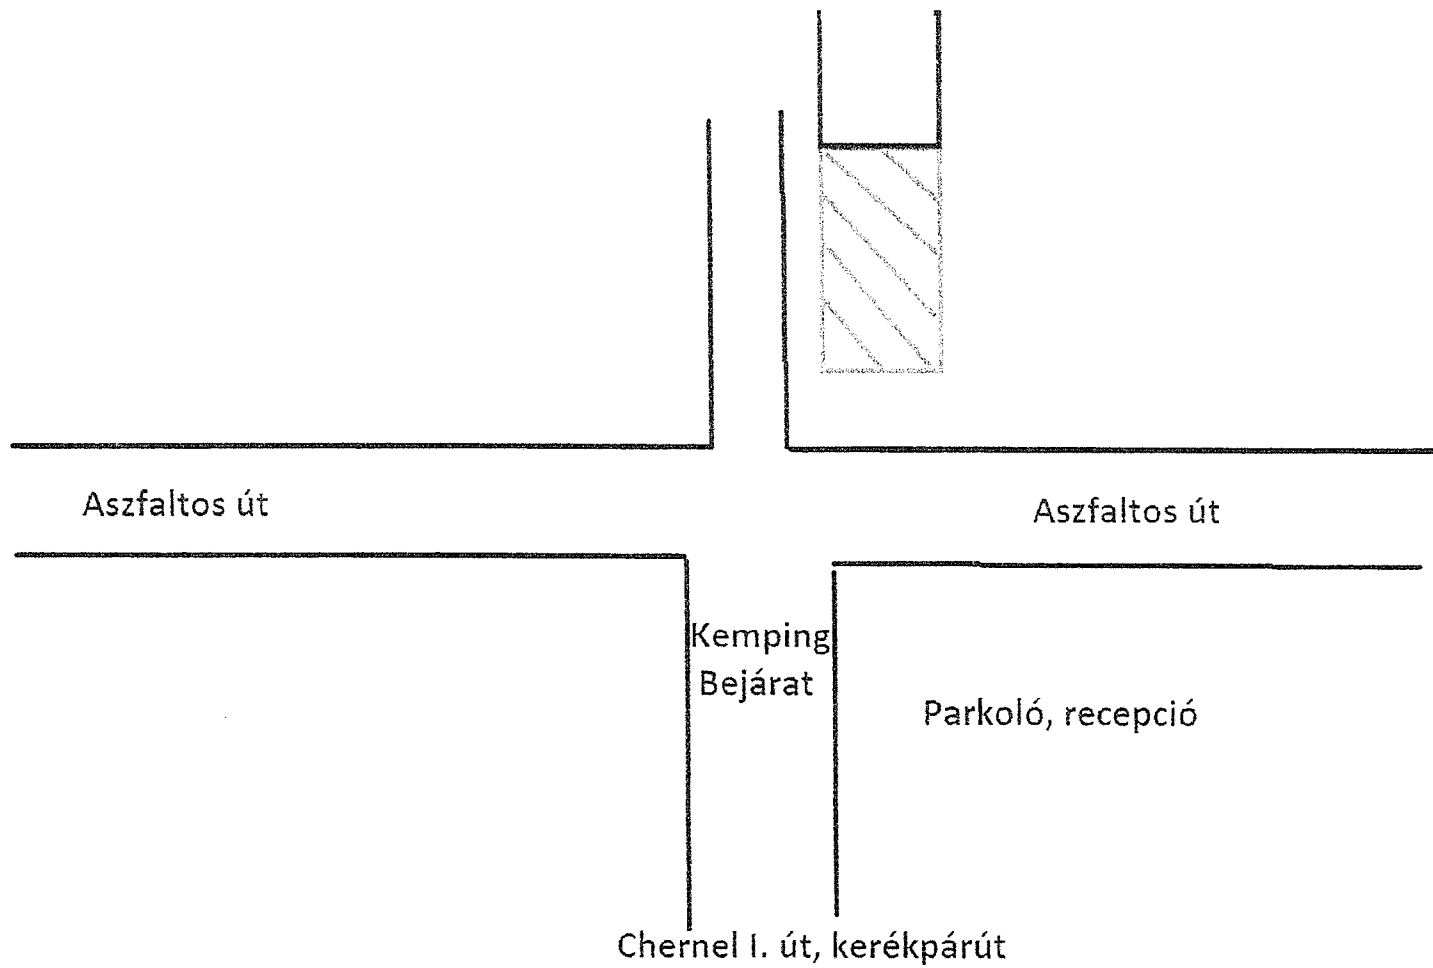 Aszfaltos út
Aszfaltos út
Kemping
Bejárat
Parkoló, recepció
Chernel I. út, kerékpárút